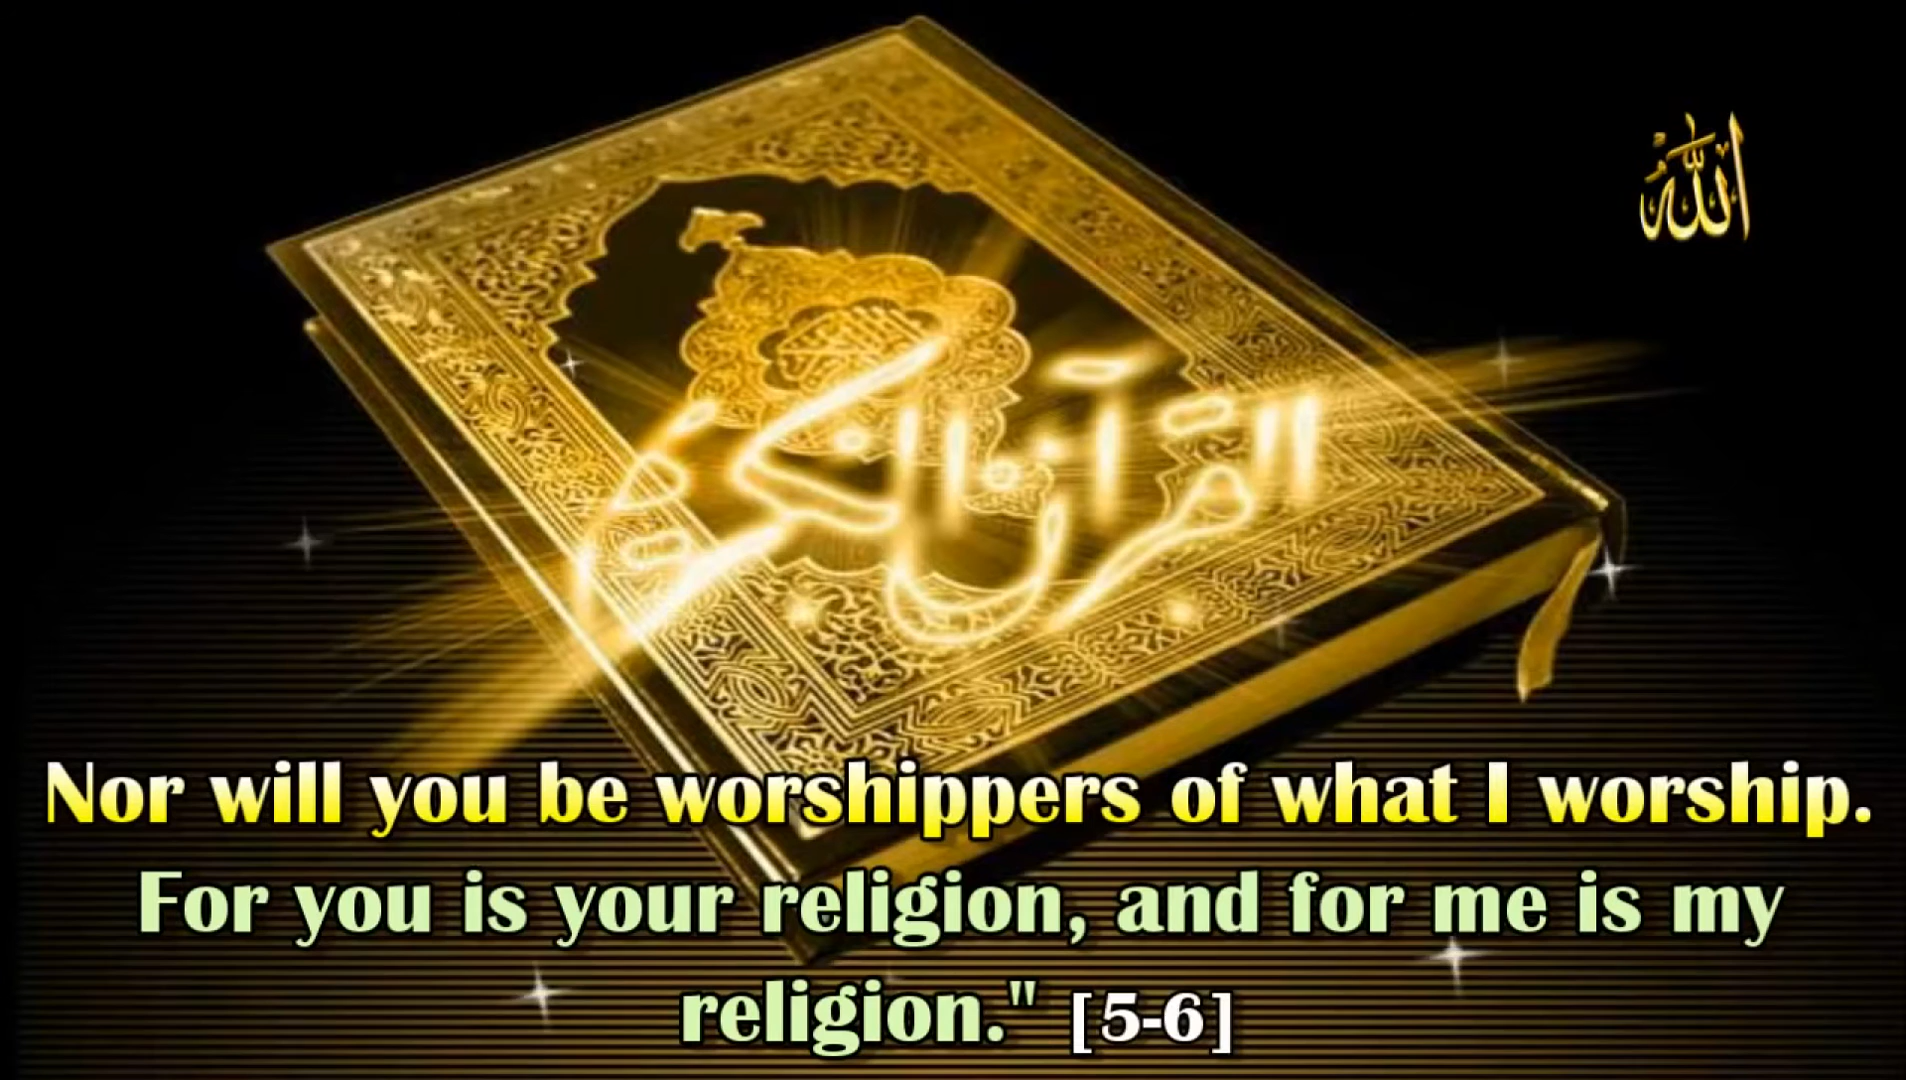 الله
القرآن الكريم
Nor will you be worshippers of what I worship.
For you is your religion, and for me is my
religion." [5-6]